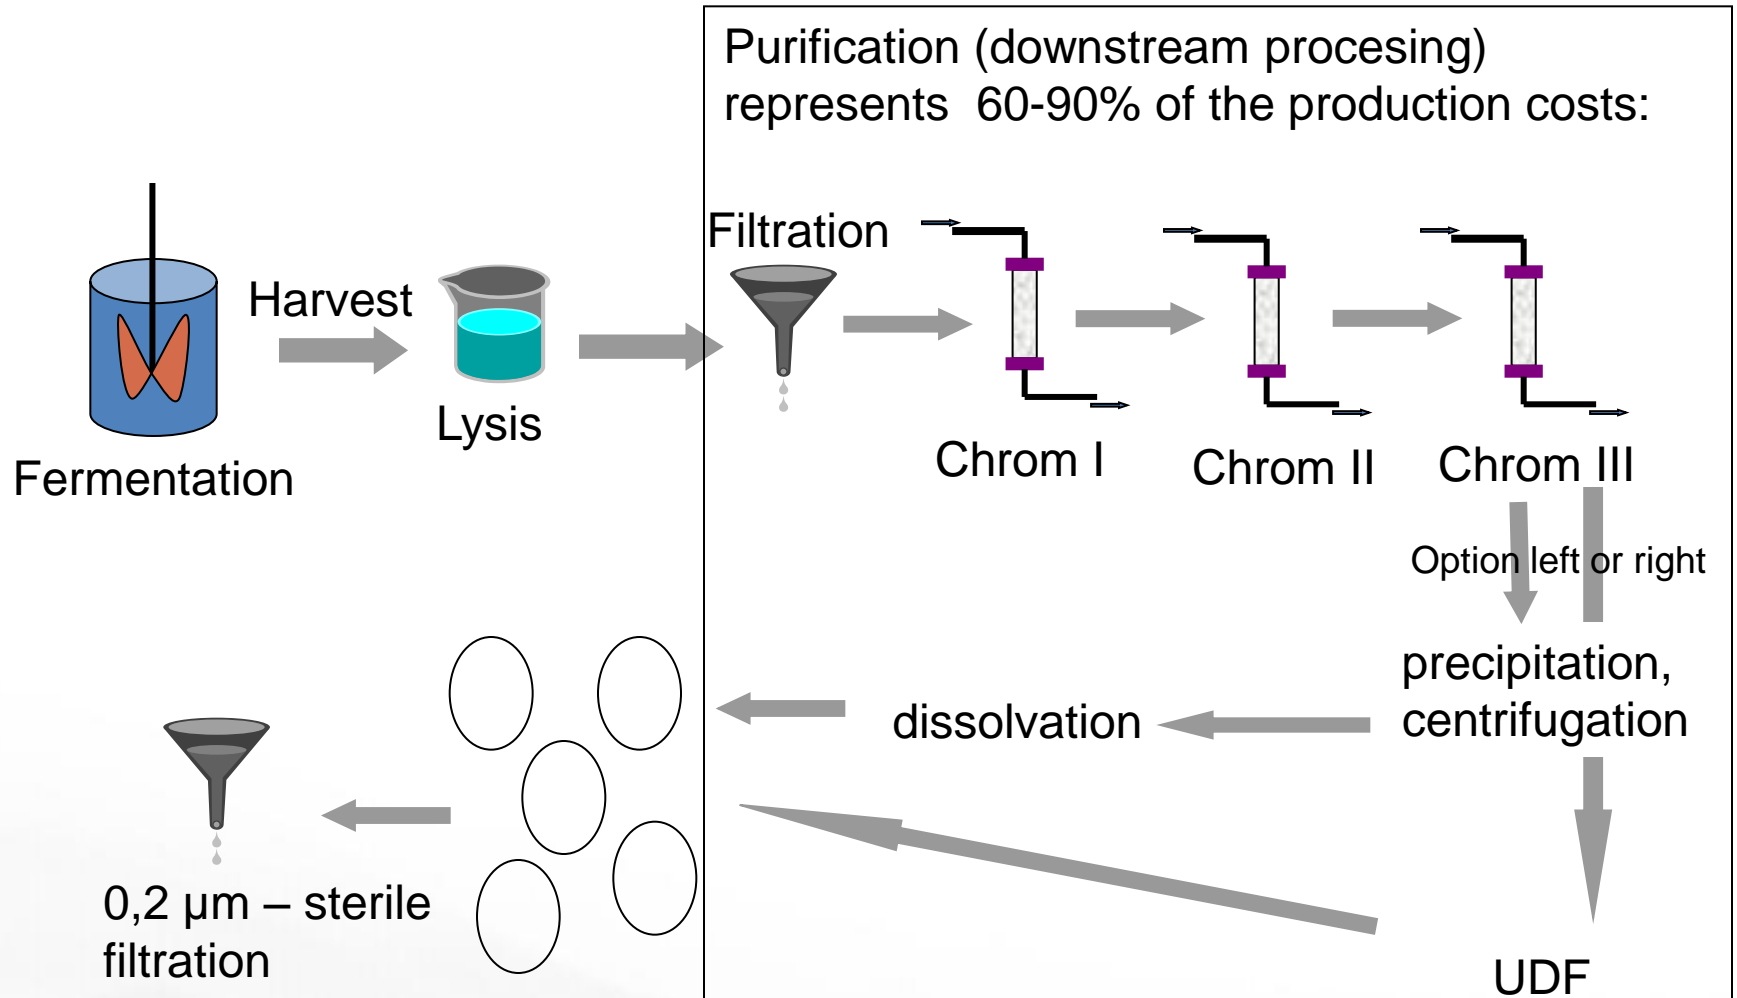 Purification (downstream procesing)
represents  60-90% of the production costs:
Filtration
Harvest
Lysis
Fermentation
Chrom I
Chrom II
Chrom III
Option left or right
precipitation,
centrifugation
dissolvation
0,2 µm – sterile
filtration
UDF